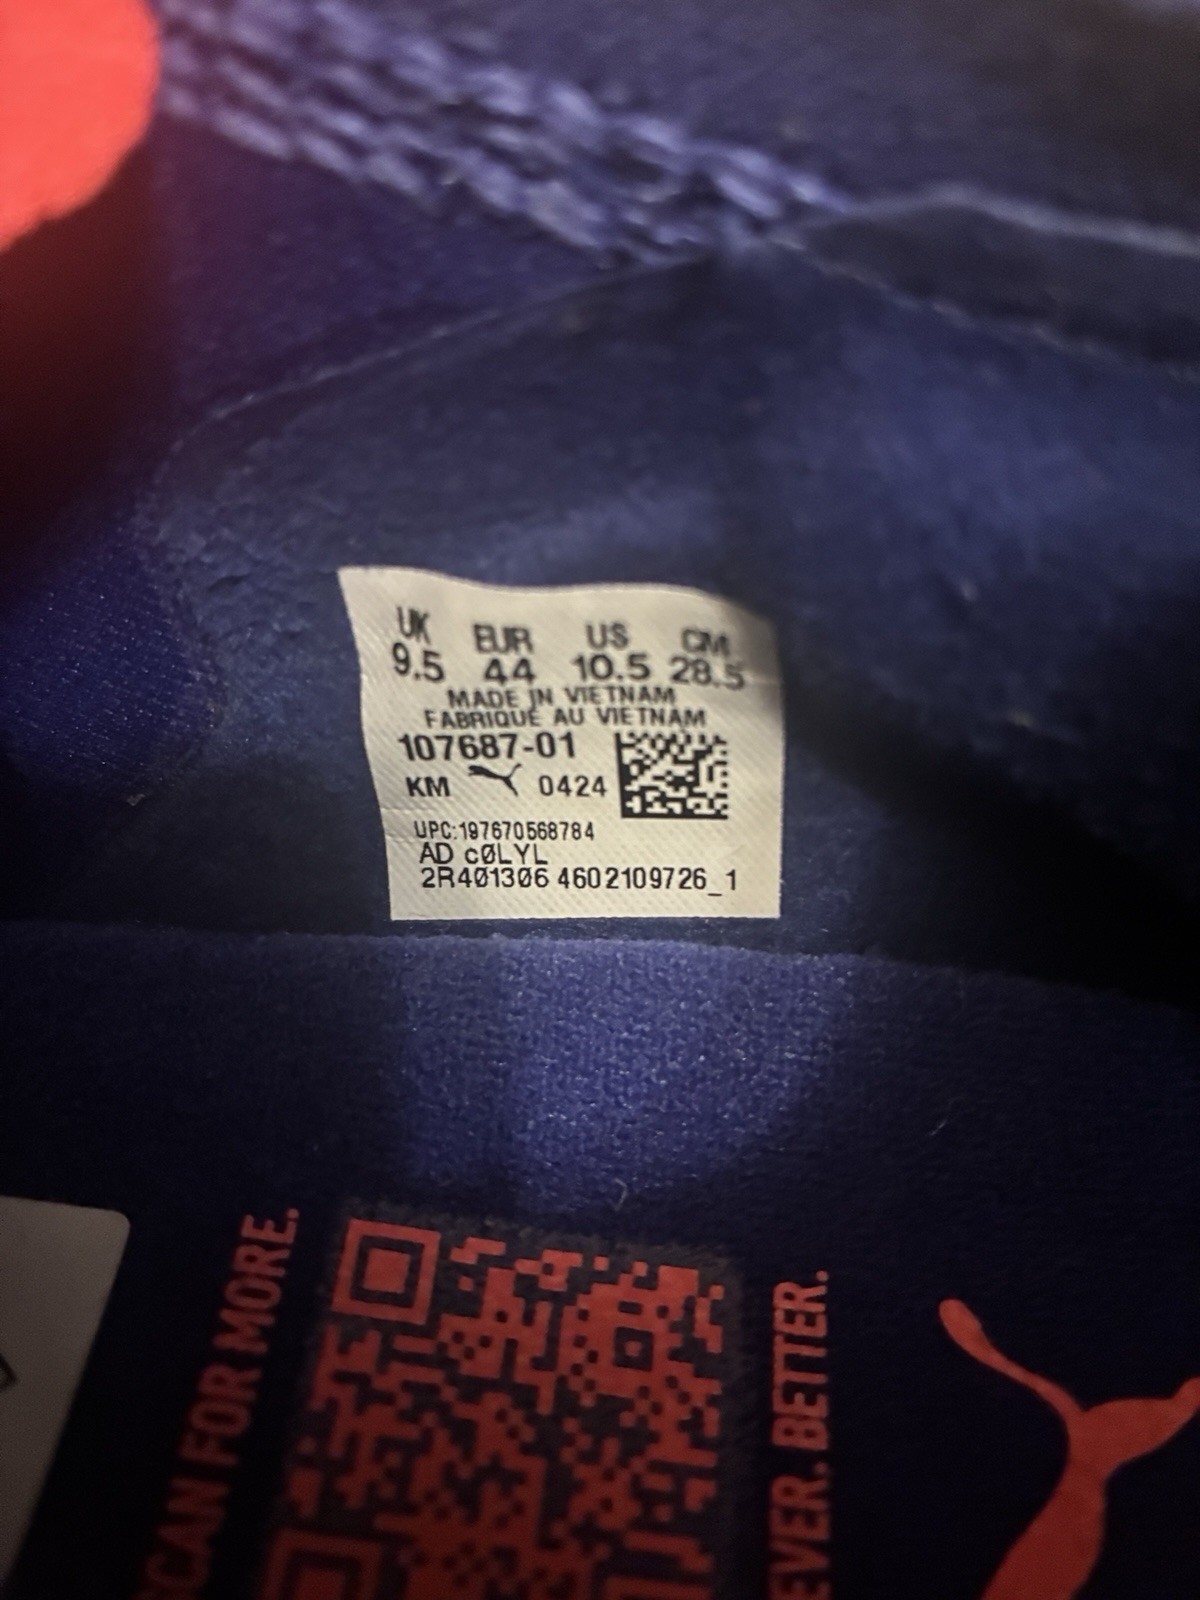 UK EUR US CM
9.5 44 10.5 28.5
MADE IN VIETNAM
FABRIQUÉ AU VIETNAM
107687-01
KM 0424
UPC:197670568784
AD cØLYL
2R4Ø13Ø6 4602109726_1
SCAN FOR MORE.
EVER. BETTER.